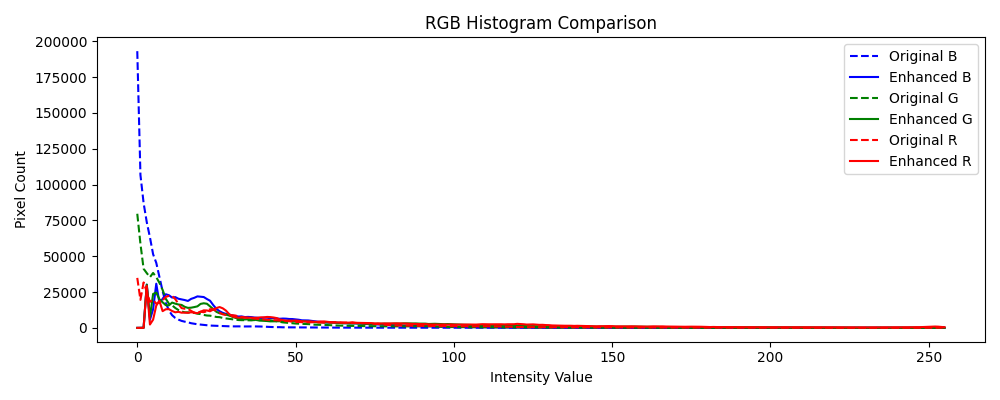 RGB Histogram Comparison
200000
175000
150000
125000
100000
75000
50000
25000
0
Pixel Count
Original B
Enhanced B
Original G
Enhanced G
Original R
Enhanced R
0 50 100 150 200 250
Intensity Value